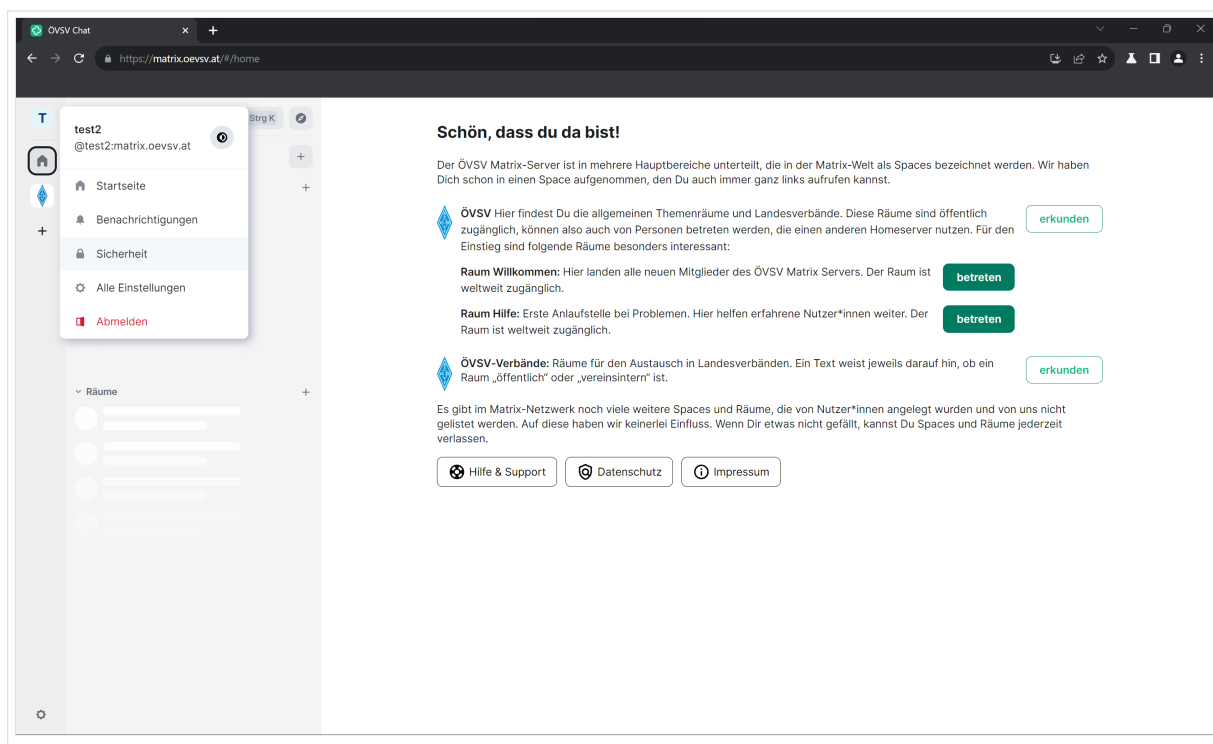 ÖVSV Chat
https://matrix.oevsv.at/#/home
T
test2
@test2:matrix.oevsv.at
Strg K
Startseite
Benachrichtigungen
Sicherheit
Alle Einstellungen
Abmelden
Räume
Schön, dass du da bist!
Der ÖVSV Matrix-Server ist in mehrere Hauptbereiche unterteilt, die in der Matrix-Welt als Spaces bezeichnet werden. Wir haben
Dich schon in einen Space aufgenommen, den Du auch immer ganz links aufrufen kannst.
ÖVSV Hier findest Du die allgemeinen Themenräume und Landesverbände. Diese Räume sind öffentlich
zugänglich, können also auch von Personen betreten werden, die einen anderen Homeserver nutzen. Für den
Einstieg sind folgende Räume besonders interessant:
erkunden
Raum Willkommen: Hier landen alle neuen Mitglieder des ÖVSV Matrix Servers. Der Raum ist
weltweit zugänglich.
betreten
Raum Hilfe: Erste Anlaufstelle bei Problemen. Hier helfen erfahrene Nutzer*innen weiter. Der
Raum ist weltweit zugänglich.
betreten
ÖVSV-Verbände: Räume für den Austausch in Landesverbänden. Ein Text weist jeweils darauf hin, ob ein
Raum „öffentlich" oder „vereinsintern" ist.
erkunden
Es gibt im Matrix-Netzwerk noch viele weitere Spaces und Räume, die von Nutzer*innen angelegt wurden und von uns nicht
gelistet werden. Auf diese haben wir keinerlei Einfluss. Wenn Dir etwas nicht gefällt, kannst Du Spaces und Räume jederzeit
verlassen.
Hilfe & Support
Datenschutz
Impressum